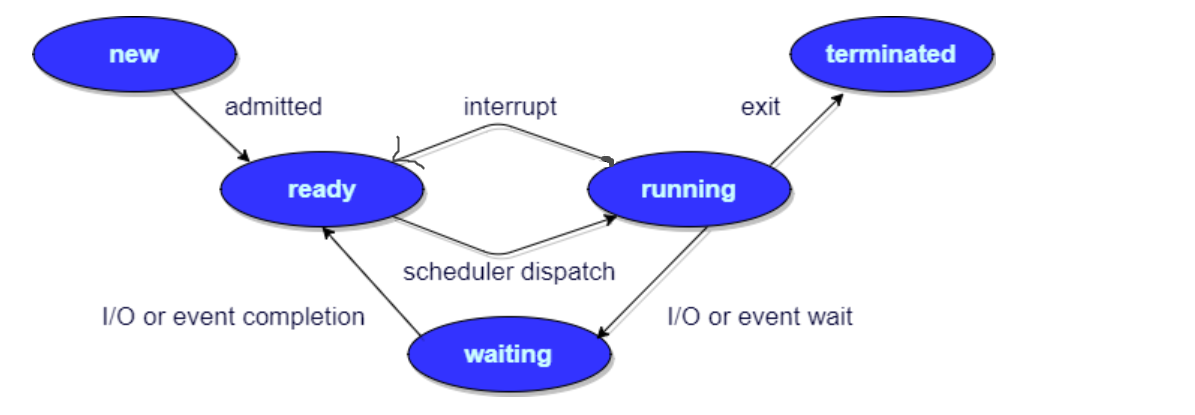 new
terminated
admitted
interrupt
exit
ready
running
scheduler dispatch
I/O or event completion
I/O or event wait
waiting